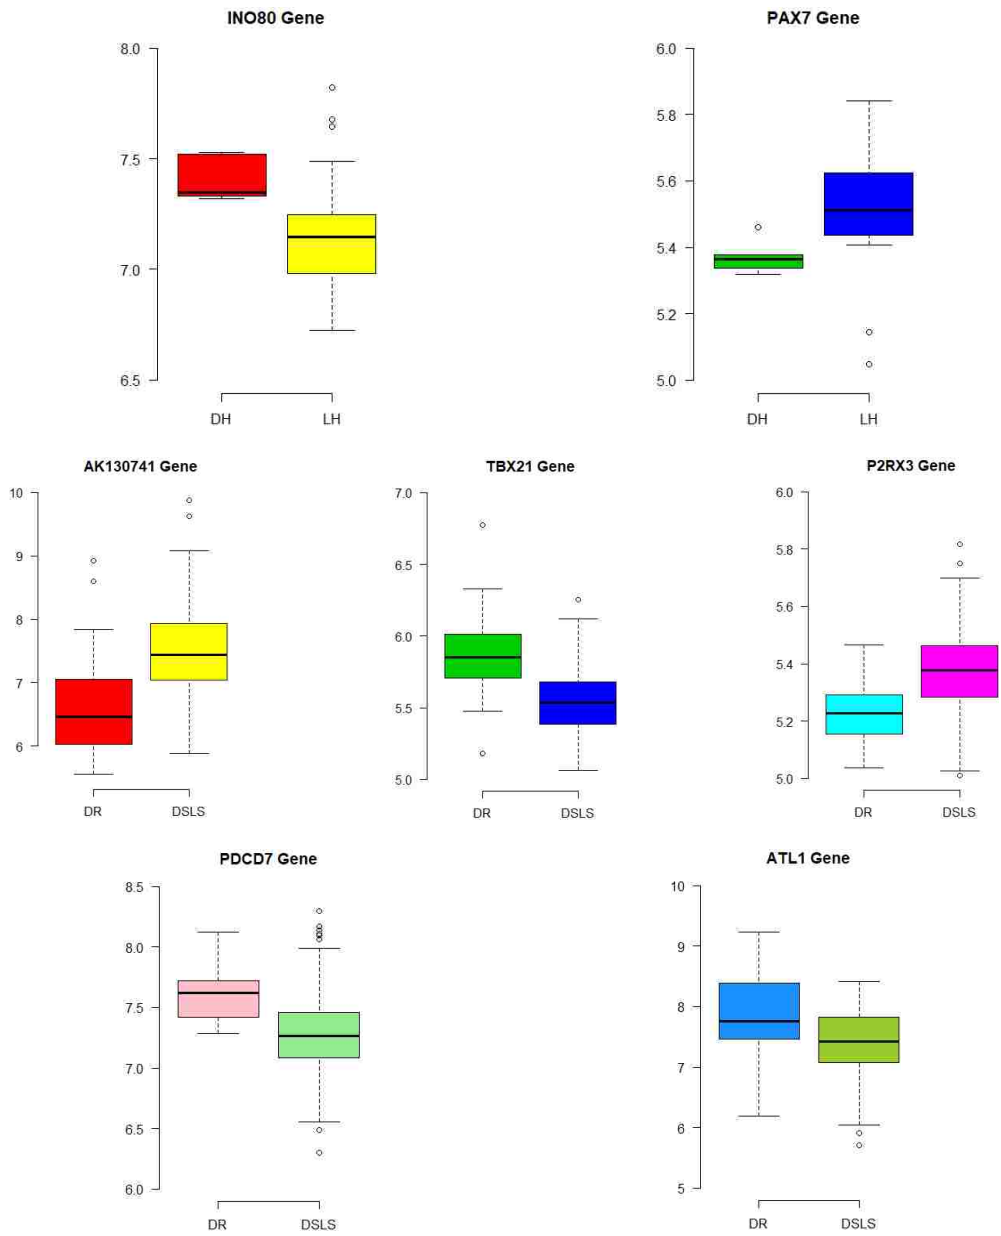 INO80 Gene
8.0
7.5
7.0
6.5
DH
LH
PAX7 Gene
6.0
5.8
5.6
5.4
5.2
5.0
DH
LH
AK130741 Gene
10
9
8
7
6
DR
DSLS
TBX21 Gene
7.0
6.5
6.0
5.5
5.0
DR
DSLS
P2RX3 Gene
6.0
5.8
5.6
5.4
5.2
5.0
DR
DSLS
PDCD7 Gene
8.5
8.0
7.5
7.0
6.5
6.0
DR
DSLS
ATL1 Gene
10
9
8
7
6
5
DR
DSLS